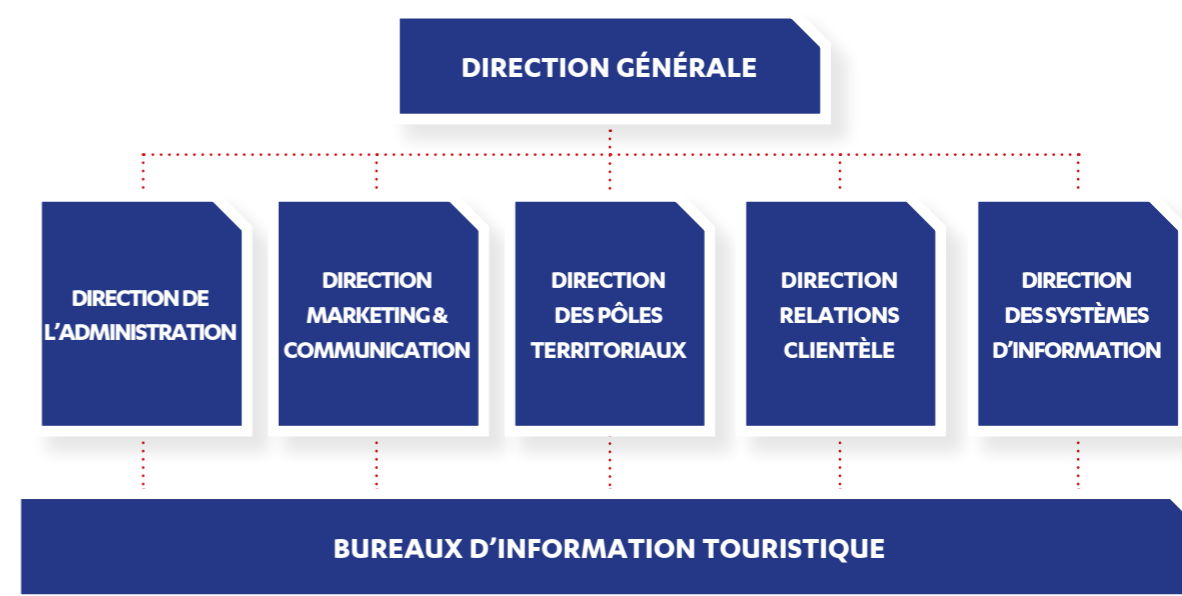 DIRECTION GÉNÉRALE
DIRECTION DE
L'ADMINISTRATION
DIRECTION
MARKETING &
COMMUNICATION
DIRECTION
DES PÔLES
TERRITORIAUX
DIRECTION
RELATIONS
CLIENTÈLE
DIRECTION
DES SYSTÈMES
D'INFORMATION
BUREAUX D'INFORMATION TOURISTIQUE